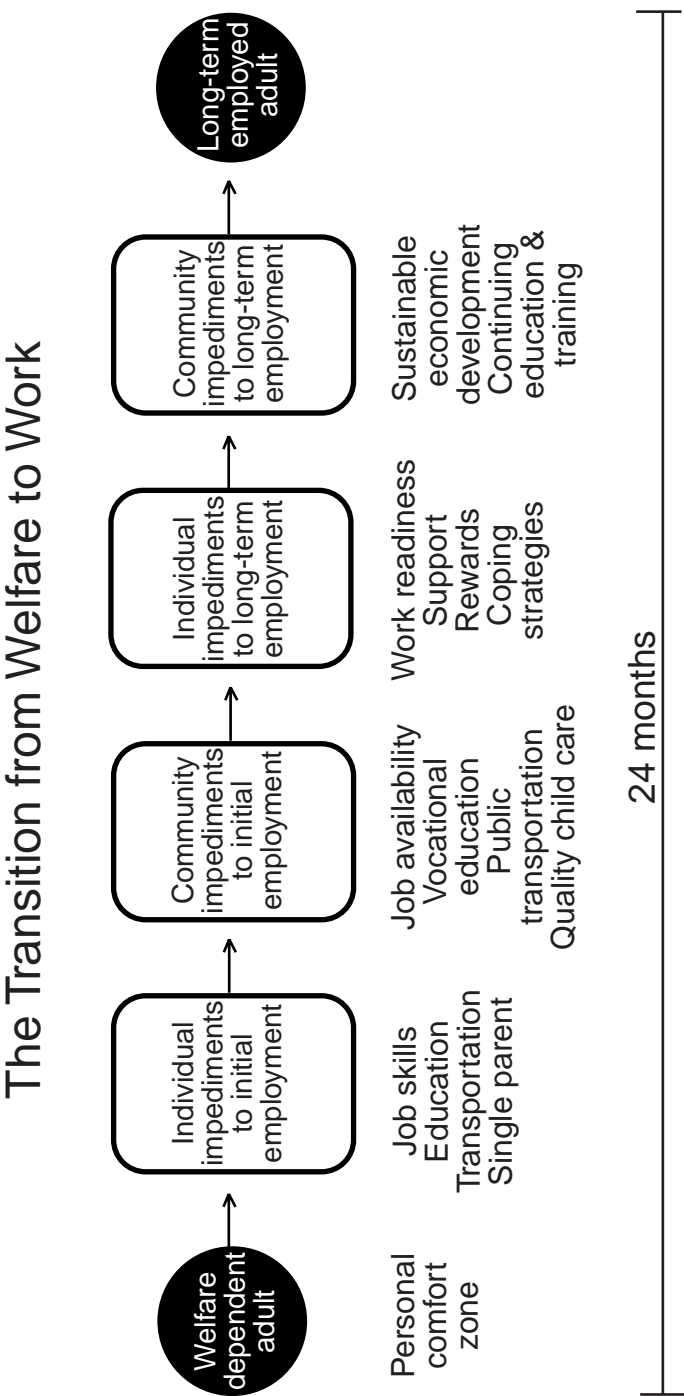 The Transition from Welfare to Work
Welfare
dependent
adult
Individual
impediments
to initial
employment
Community
impediments
to initial
employment
Individual
impediments
to long-term
employment
Community
impediments
to long-term
employment
Long-term
employed
adult
Personal
comfort
zone
Job skills
Education
Transportation
Single parent
Job availability
Vocational
education
Public
transportation
Quality child care
Work readiness
Support
Rewards
Coping
strategies
Sustainable
economic
development
Continuing
education &
training
24 months